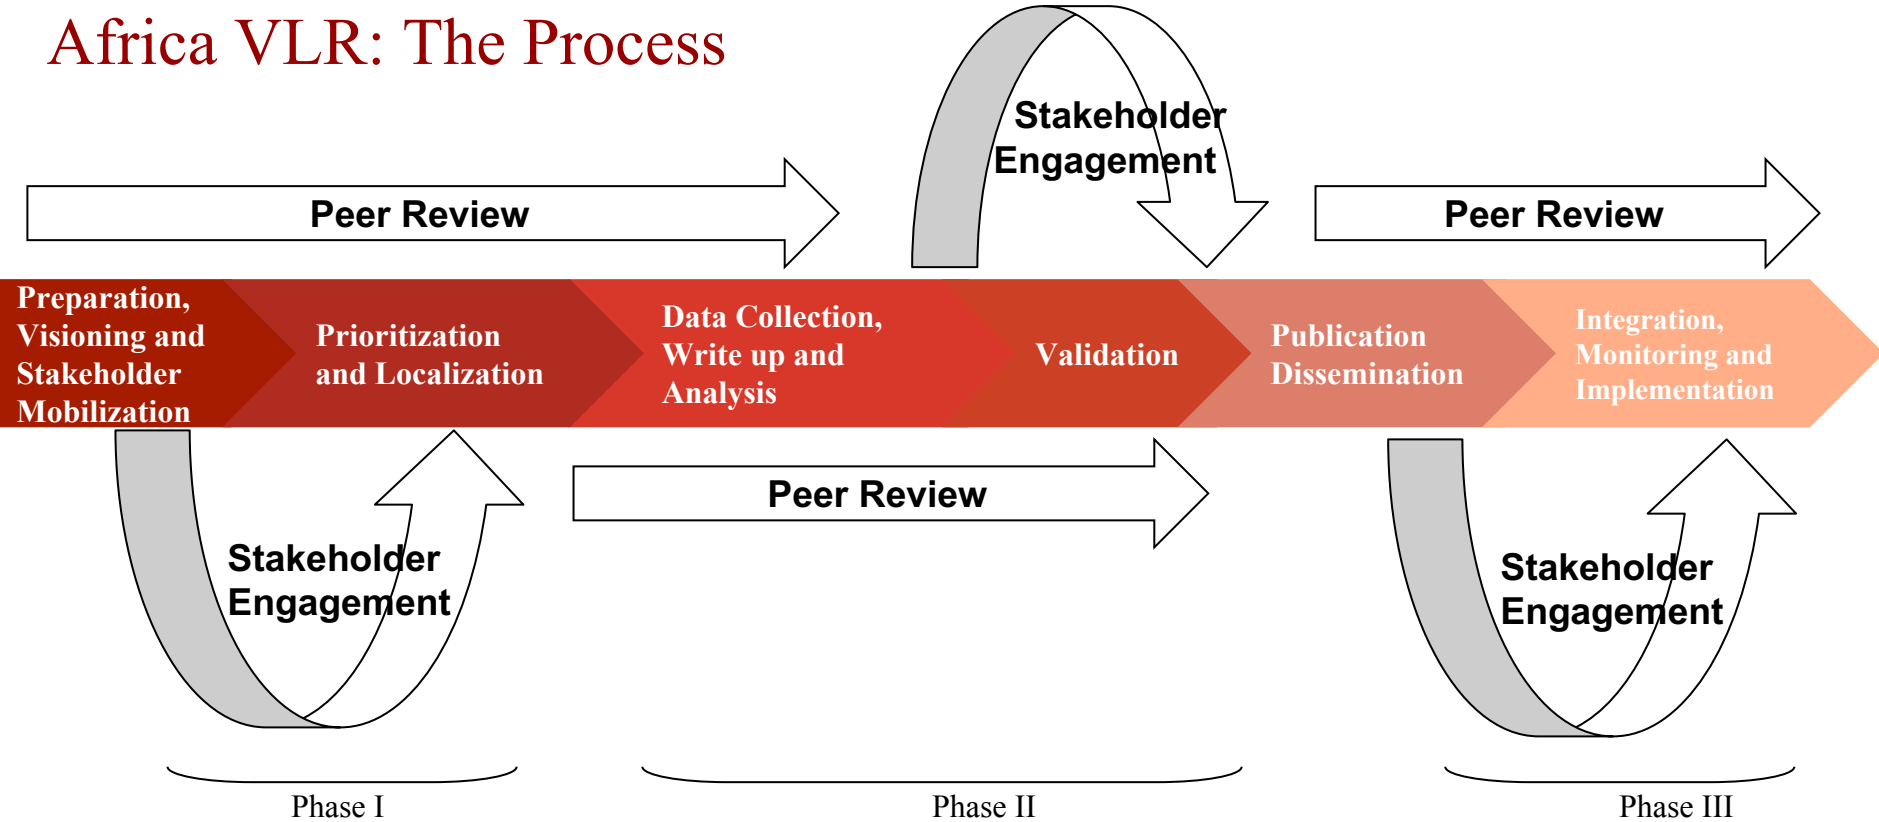 Africa VLR: The Process
Stakeholder
Engagement
Peer Review
Peer Review
Preparation,
Visioning and
Stakeholder
Mobilization
Prioritization
and Localization
Data Collection,
Write up and
Analysis
Validation
Publication
Dissemination
Integration,
Monitoring and
Implementation
Peer Review
Stakeholder
Engagement
Stakeholder
Engagement
Phase I
Phase II
Phase III